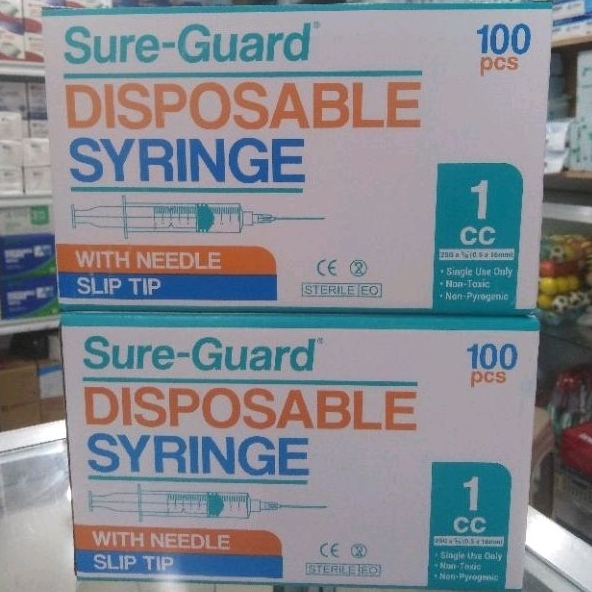 Sure-Guard®
100
pcs
DISPOSABLE
SYRINGE
1
cc
WITH NEEDLE
SLIP TIP
STERILE EO
• Single Use Only
• Non-Toxic
• Non-Pyrogenic
Sure-Guard®
100
pcs
DISPOSABLE
SYRINGE
1
cc
WITH NEEDLE
SLIP TIP
STERILE EO
• Single Use Only
• Non-Toxic
• Non-Pyrogenic